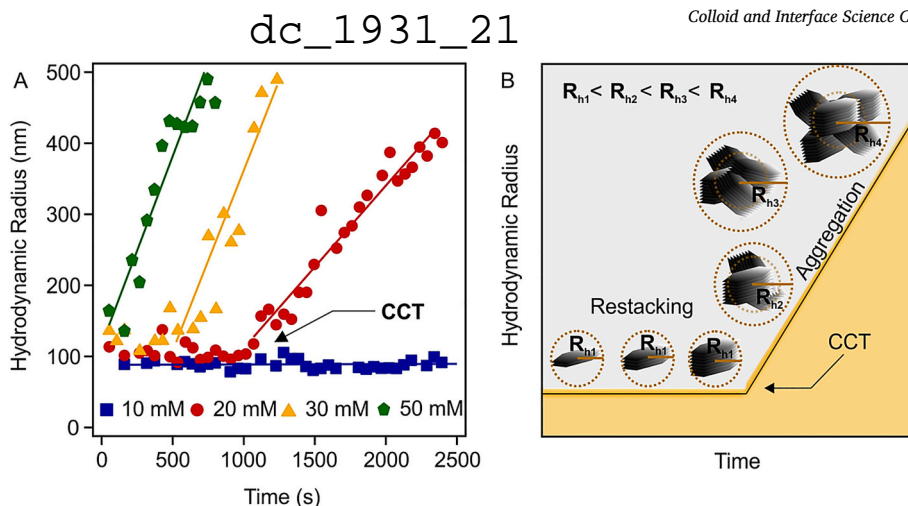 Colloid and Interface Science C
dc_1931_21
A
500
400
300
200
100
0
Hydrodynamic Radius (nm)
CCT
10 mM 20 mM 30 mM 50 mM
0 500 1000 1500 2000 2500
Time (s)
B
Rh1< Rh2 < Rh3 < Rh4
Hydrodynamic Radius
Rh4
Rh3
Rh2
Aggregation
Restacking
Rh1 Rh1 Rh1
CCT
Time